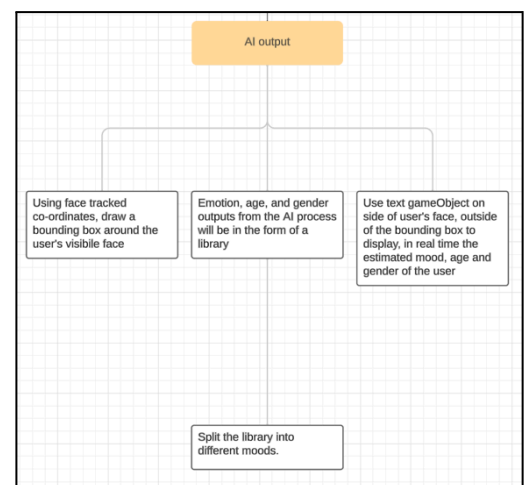 AI output
Using face tracked
co-ordinates, draw a
bounding box around the
user's visibile face
Emotion, age, and gender
outputs from the AI process
will be in the form of a
library
Use text gameObject on
side of user's face, outside
of the bounding box to
display, in real time the
estimated mood, age and
gender of the user
Split the library into
different moods.